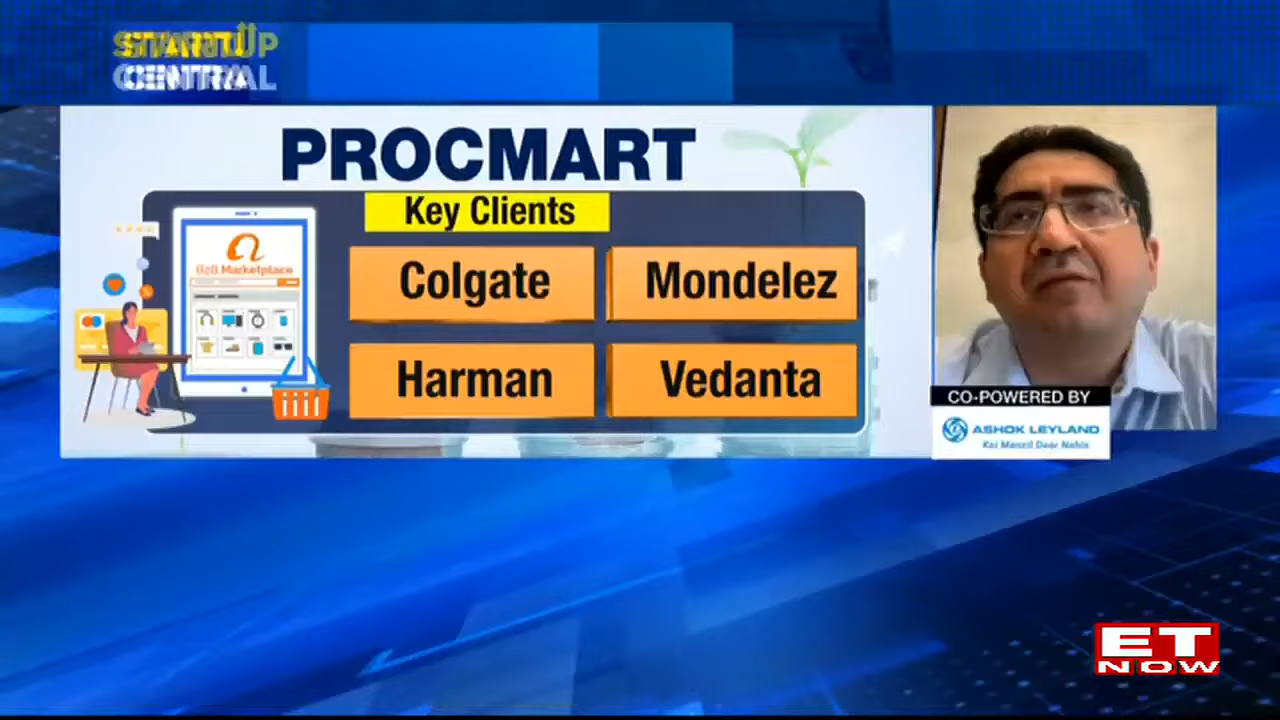 STARTUP
CENTRAL
PROCMART
Key Clients
Colgate
Mondelez
Harman
Vedanta
B2B Marketplace
CO-POWERED BY
ASHOK LEYLAND
Koi Manzil Door Nahin
ET
NOW